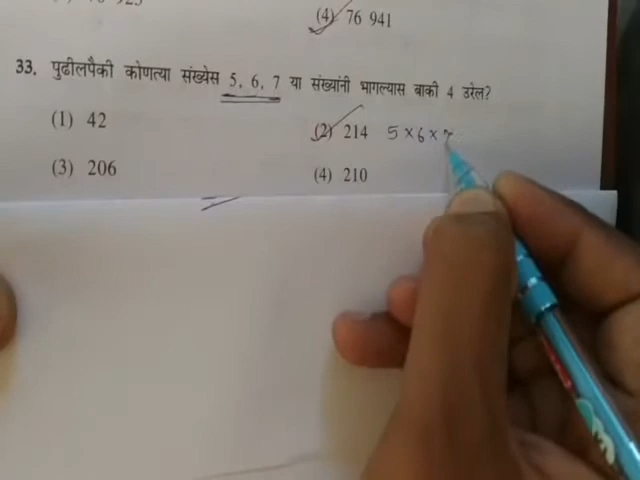 (4) 76 941
33. पुढीलपैकी कोणत्या संख्येस 5, 6, 7 या संख्यांनी भागल्यास बाकी 4 उरेल?
(1) 42 (2) 214 5 × 6 × 7
(3) 206 (4) 210